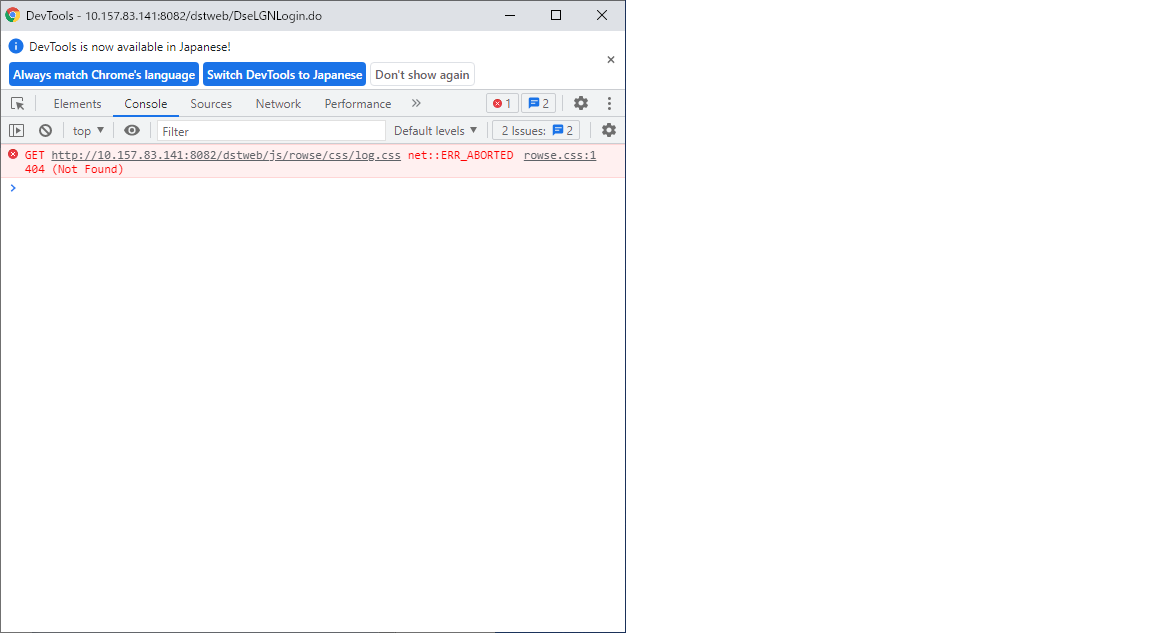 DevTools - 10.157.83.141:8082/dstweb/DseLGNLogin.do
DevTools is now available in Japanese!
Always match Chrome's language Switch DevTools to Japanese Don't show again
Elements Console Sources Network Performance 1 2
top Filter Default levels 2 Issues: 2
GET http://10.157.83.141:8082/dstweb/js/rowse/css/log.css net::ERR_ABORTED rowse.css:1
404 (Not Found)